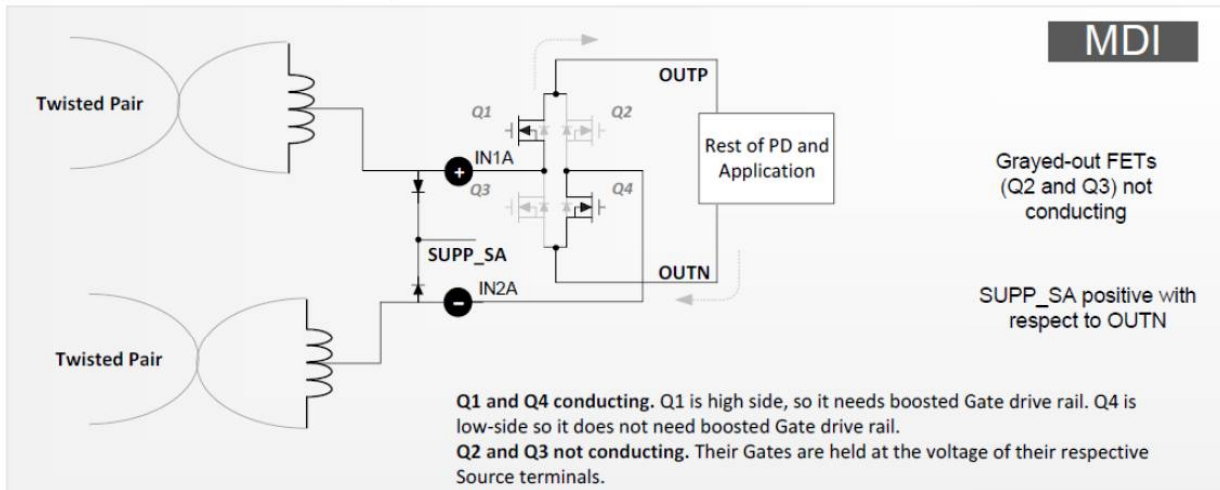 MDI
OUTP
Twisted Pair
Q1
Q2
Rest of PD and
Application
+
IN1A
Q3
Q4
Grayed-out FETs
(Q2 and Q3) not
conducting
SUPP_SA
OUTN
IN2A
-
SUPP_SA positive with
respect to OUTN
Twisted Pair
Q1 and Q4 conducting. Q1 is high side, so it needs boosted Gate drive rail. Q4 is
low-side so it does not need boosted Gate drive rail.
Q2 and Q3 not conducting. Their Gates are held at the voltage of their respective
Source terminals.